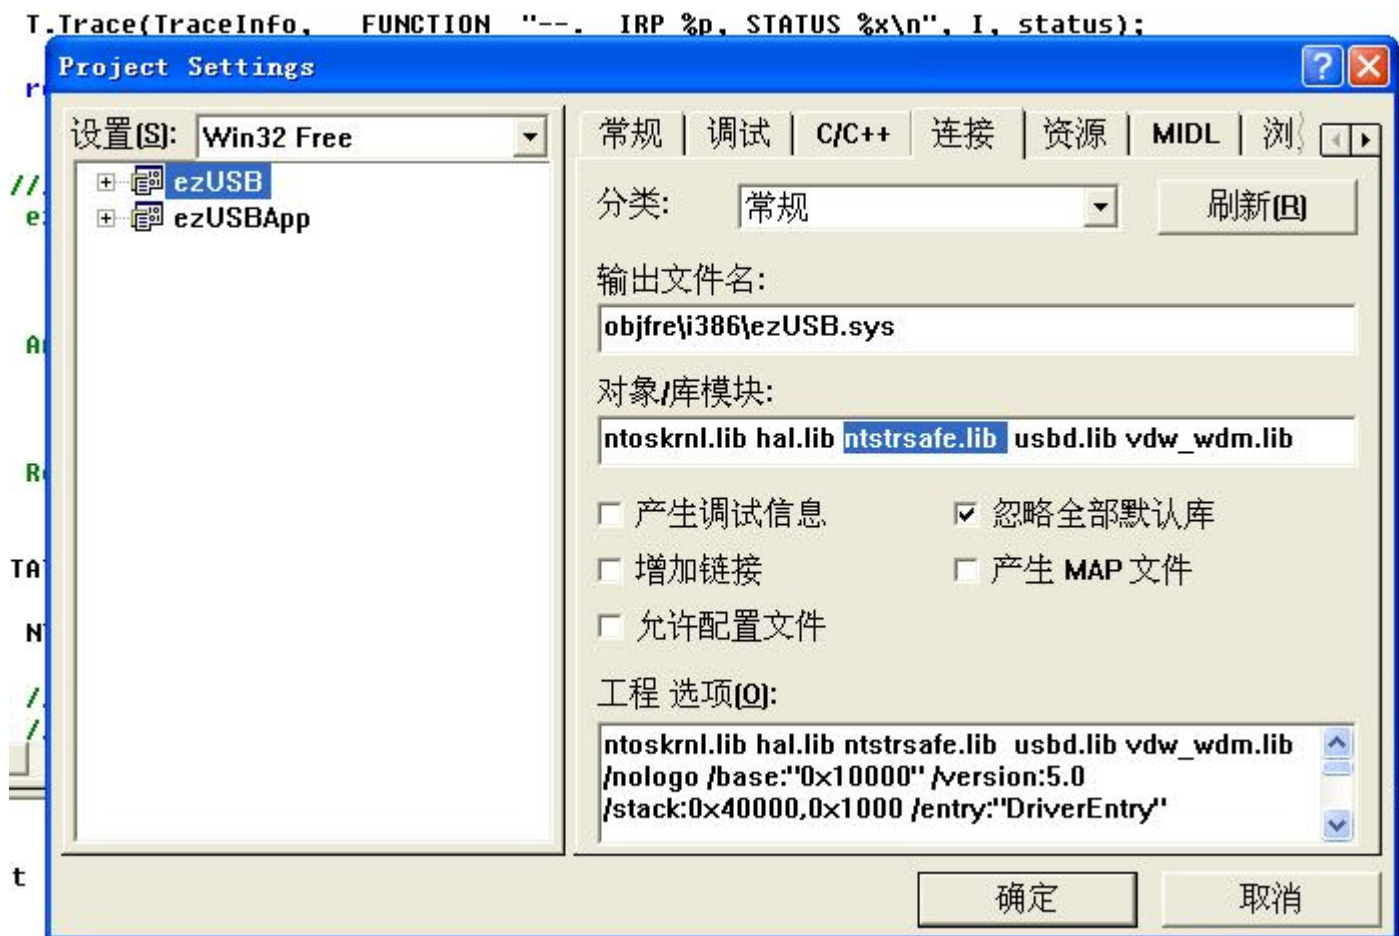 T.Trace(TraceInfo, __FUNCTION__"--. IRP %p, STATUS %x\n", I, status);
Project Settings
设置(S): Win32 Free
ezUSB
ezUSBApp
常规 调试 C/C++ 连接 资源 MIDL 浏
分类: 常规 刷新(R)
输出文件名:
objfre\i386\ezUSB.sys
对象/库模块:
ntoskrnl.lib hal.lib ntstrsafe.lib usbd.lib vdw_wdm.lib
产生调试信息 忽略全部默认库
增加链接 产生 MAP 文件
允许配置文件
工程 选项(O):
ntoskrnl.lib hal.lib ntstrsafe.lib usbd.lib vdw_wdm.lib
/nologo /base:"0x10000" /version:5.0
/stack:0x40000,0x1000 /entry:"DriverEntry"
t
确定 取消